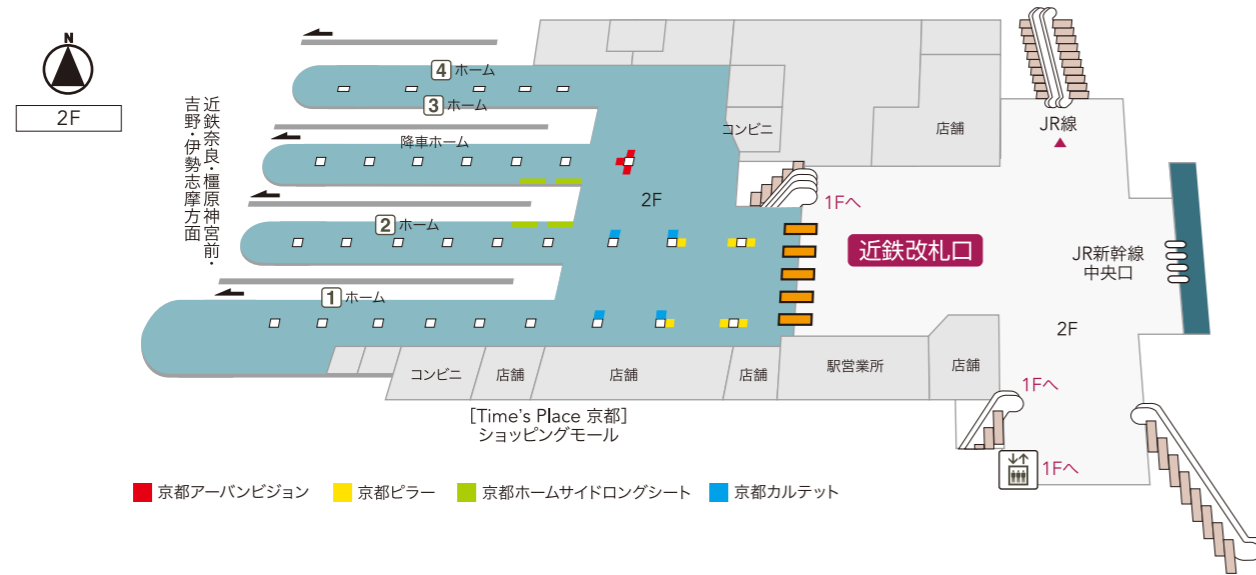 N
2F
近鉄奈良・橿原神宮前・
吉野・伊勢志摩方面
4 ホーム
3 ホーム
降車ホーム
2 ホーム
1 ホーム
コンビニ
店舗
JR線
2F
1Fへ
近鉄改札口
JR新幹線
中央口
2F
コンビニ
店舗
店舗
店舗
駅営業所
店舗
1Fへ
1Fへ
[Time's Place 京都]
ショッピングモール
京都アーバンビジョン
京都ピラー
京都ホームサイドロングシート
京都カルテット